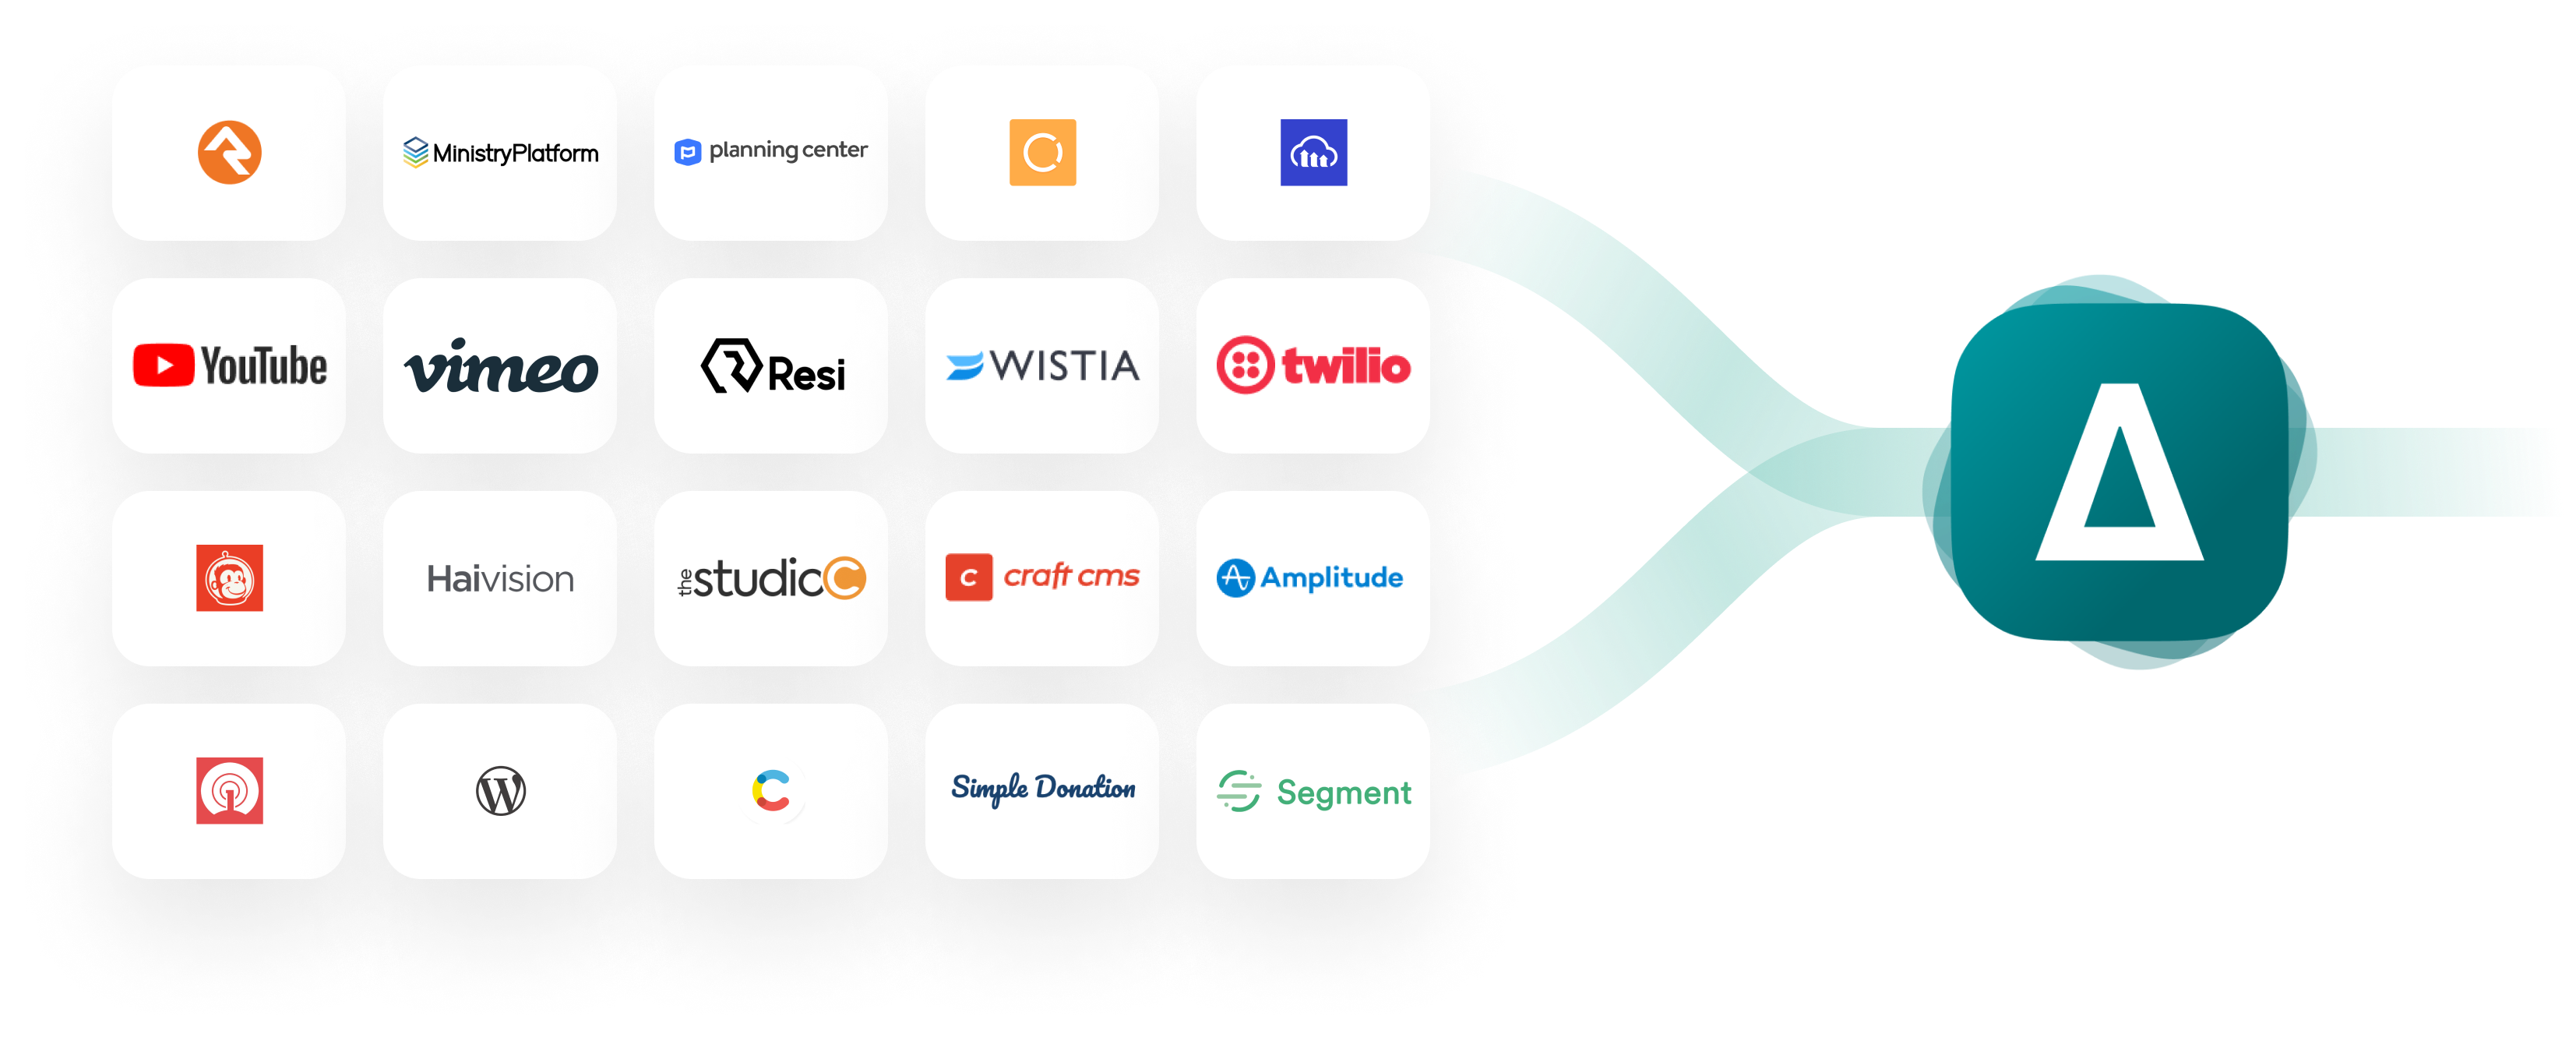 MinistryPlatform
planning center
YouTube
vimeo
Resi
WISTIA
twilio
Haivision
the studio C
c craft cms
Amplitude
W
C
Simple Donation
Segment